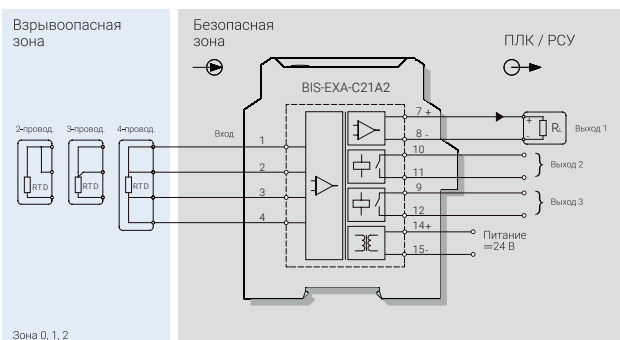 Взрывоопасная
зона
Безопасная
зона
ПЛК / РСУ
BIS-EXA-C21A2
2-провод.
3-провод.
4-провод.
Вход
RTD
RTD
RTD
1
2
3
4
7 +
8 -
10
11
9
12
14+
15-
+
-
RL
Выход 1
Выход 2
Выход 3
Питание
⎓24 В
Зона 0, 1, 2